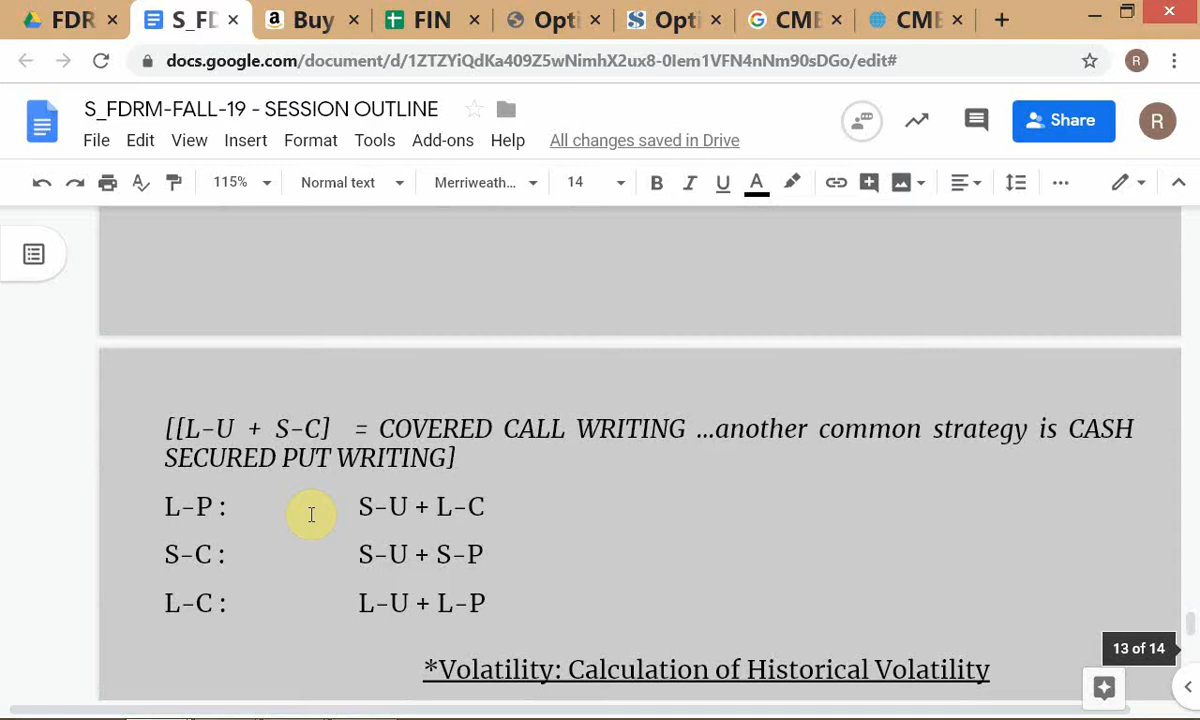 FDR
S_FD
Buy
FIN
Opti
Opti
CME
CME
docs.google.com/document/d/1ZTZYiQdKa409Z5wNimhX2ux8-0Iem1VFN4nNm90sDGo/edit#
R
S_FDRM-FALL-19 - SESSION OUTLINE
File Edit View Insert Format Tools Add-ons Help All changes saved in Drive
Share
R
115% Normal text Merriweath... 14 B I U A
[[L-U + S-C] = COVERED CALL WRITING ...another common strategy is CASH
SECURED PUT WRITING]
L-P : S-U + L-C
S-C : S-U + S-P
L-C : L-U + L-P
13 of 14
*Volatility: Calculation of Historical Volatility